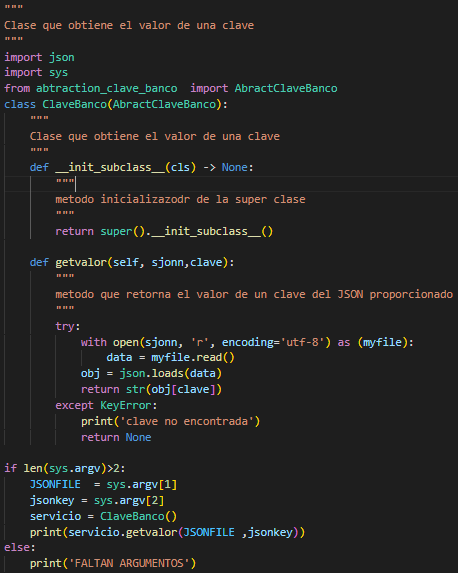 """
Clase que obtiene el valor de una clave
"""
import json
import sys
from abtraction_clave_banco  import AbractClaveBanco
class ClaveBanco(AbractClaveBanco):
    """
    Clase que obtiene el valor de una clave
    """
    def __init_subclass__(cls) -> None:
        """
        metodo inicializazodr de la super clase
        """
        return super().__init_subclass__()

    def getvalor(self, sjonn,clave):
        """
        metodo que retorna el valor de un clave del JSON proporcionado
        """
        try:
            with open(sjonn, 'r', encoding='utf-8') as (myfile):
                data = myfile.read()
            obj = json.loads(data)
            return str(obj[clave])
        except KeyError:
            print('clave no encontrada')
            return None

if len(sys.argv)>2:
    JSONFILE  = sys.argv[1]
    jsonkey = sys.argv[2]
    servicio = ClaveBanco()
    print(servicio.getvalor(JSONFILE ,jsonkey))
else:
    print('FALTAN ARGUMENTOS')